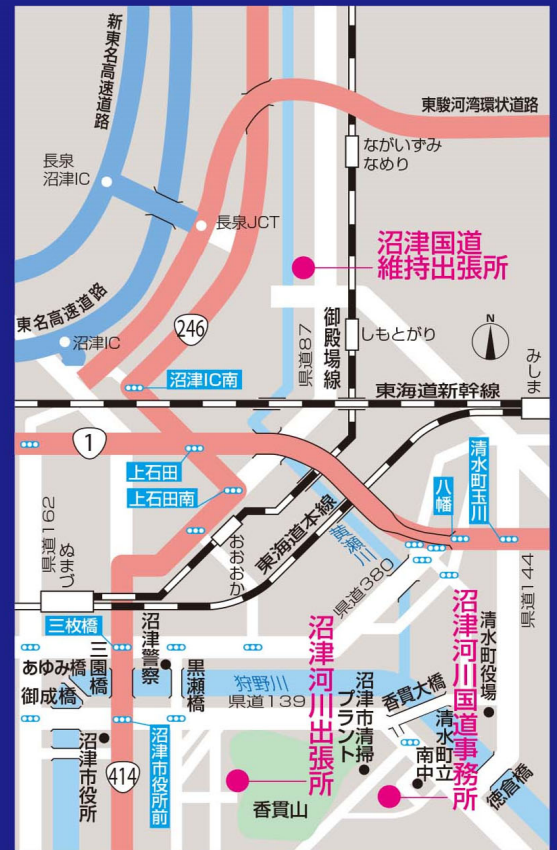 新東名高速道路
東駿河湾環状道路
長泉
沼津IC
ながいずみ
なめり
長泉JCT
沼津国道
維持出張所
東名高速道路
沼津IC
246
県道87
御殿場線
しもとがり
N
みしま
沼津IC南
東海道新幹線
1
上石田
上石田南
八幡
清水町玉川
県道162
ぬまづ
おおおか
東海道本線
黄瀬川
県道380
県道144
三枚橋
あゆみ橋
御成橋
三園橋
沼津警察
黒瀬橋
狩野川
県道139
沼津河川出張所
沼津市清掃
プラント
香貫大橋
沼津河川国道事務所
清水町役場
清水町立
南中
徳倉橋
沼津市役所
414
沼津市役所前
香貫山